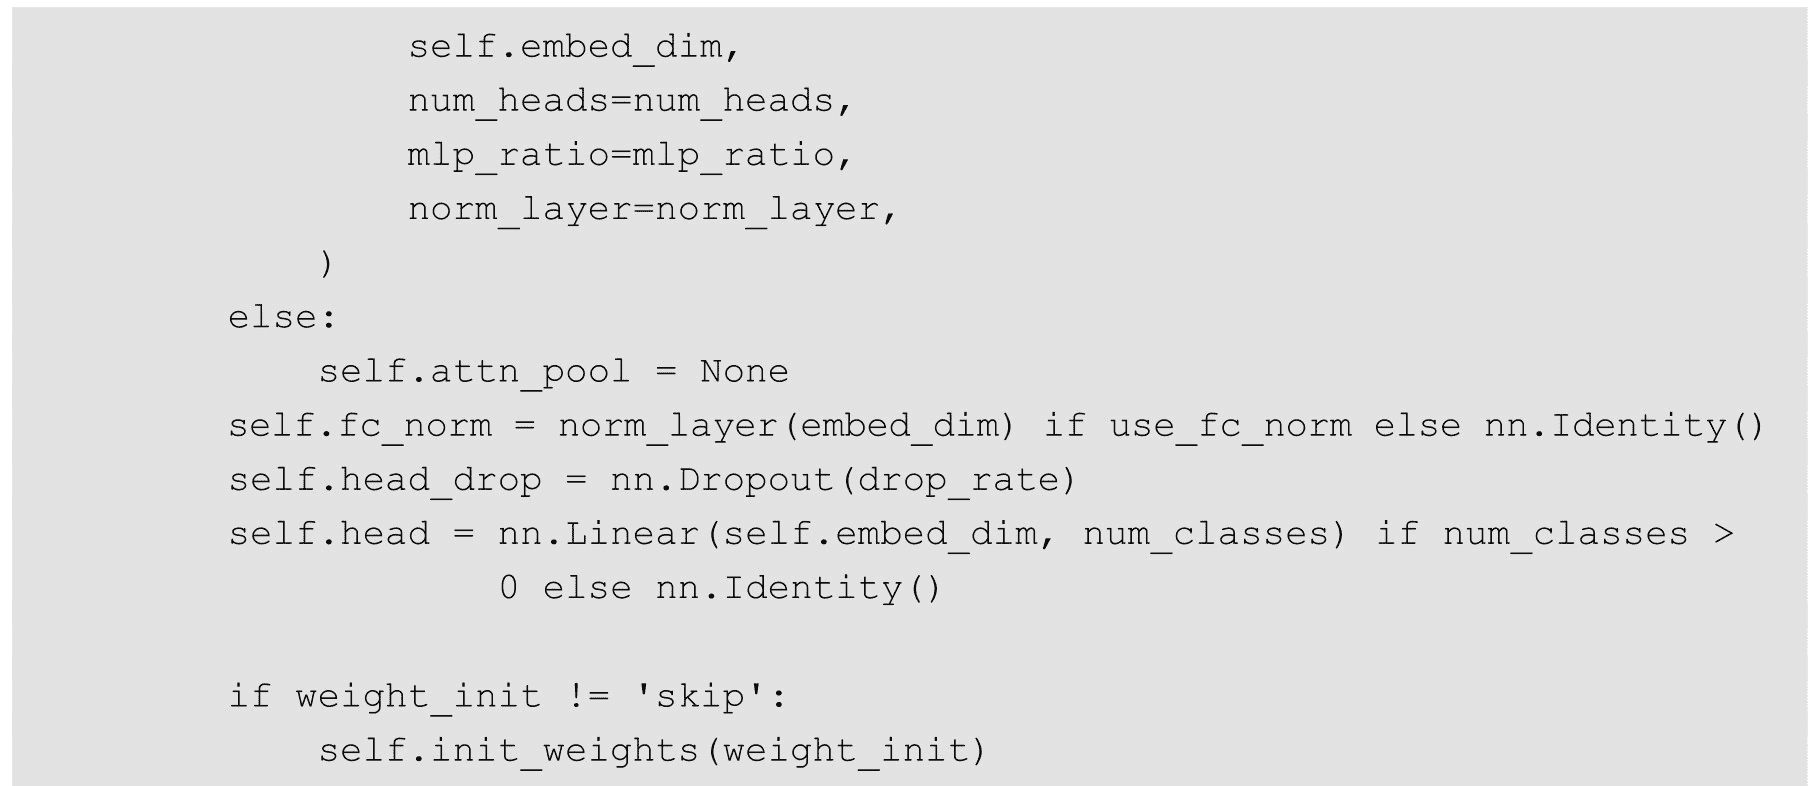 self.embed_dim,
num_heads=num_heads,
mlp_ratio=mlp_ratio,
norm_layer=norm_layer,
)
else:
self.attn_pool = None
self.fc_norm = norm_layer(embed_dim) if use_fc_norm else nn.Identity()
self.head_drop = nn.Dropout(drop_rate)
self.head = nn.Linear(self.embed_dim, num_classes) if num_classes >
0 else nn.Identity()
if weight_init != 'skip':
self.init_weights(weight_init)